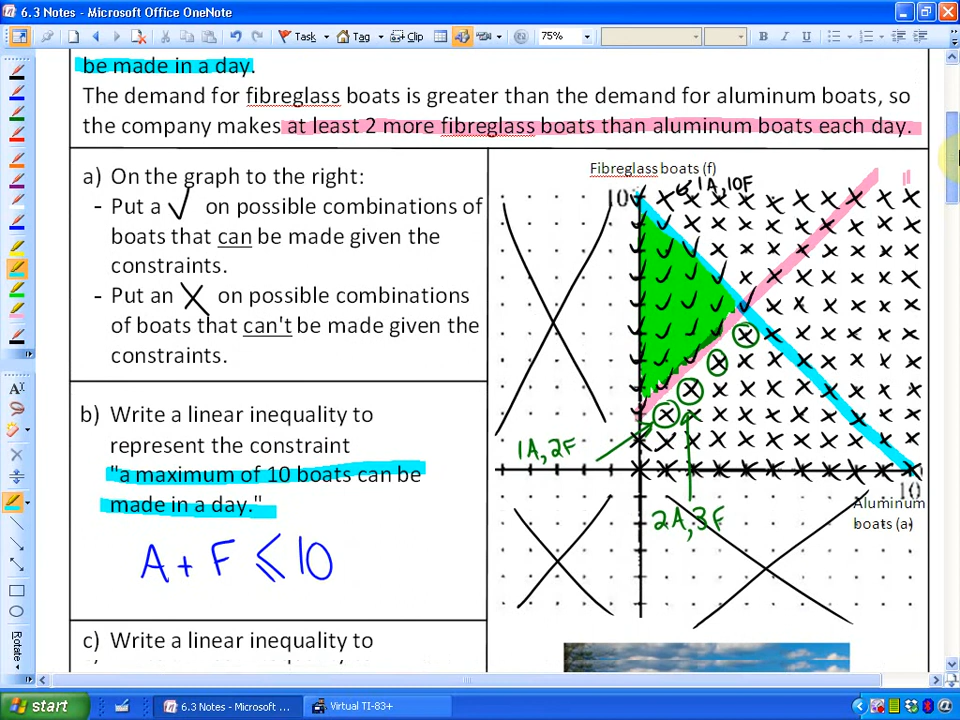 6.3 Notes - Microsoft Office OneNote
Task
Tag
Clip
75%
B I U
be made in a day.
The demand for fibreglass boats is greater than the demand for aluminum boats, so
the company makes at least 2 more fibreglass boats than aluminum boats each day.
a) On the graph to the right:
- Put a ✓ on possible combinations of
boats that can be made given the
constraints.
- Put an X on possible combinations
of boats that can't be made given the
constraints.
b) Write a linear inequality to
represent the constraint
"a maximum of 10 boats can be
made in a day."
A + F ≤ 10
c) Write a linear inequality to
Fibreglass boats (f)
10
1A, 10F
1A, 2F
2A, 3F
10
Aluminum
boats (a)
Rotate
start
6.3 Notes - Microsoft ...
Virtual TI-83+